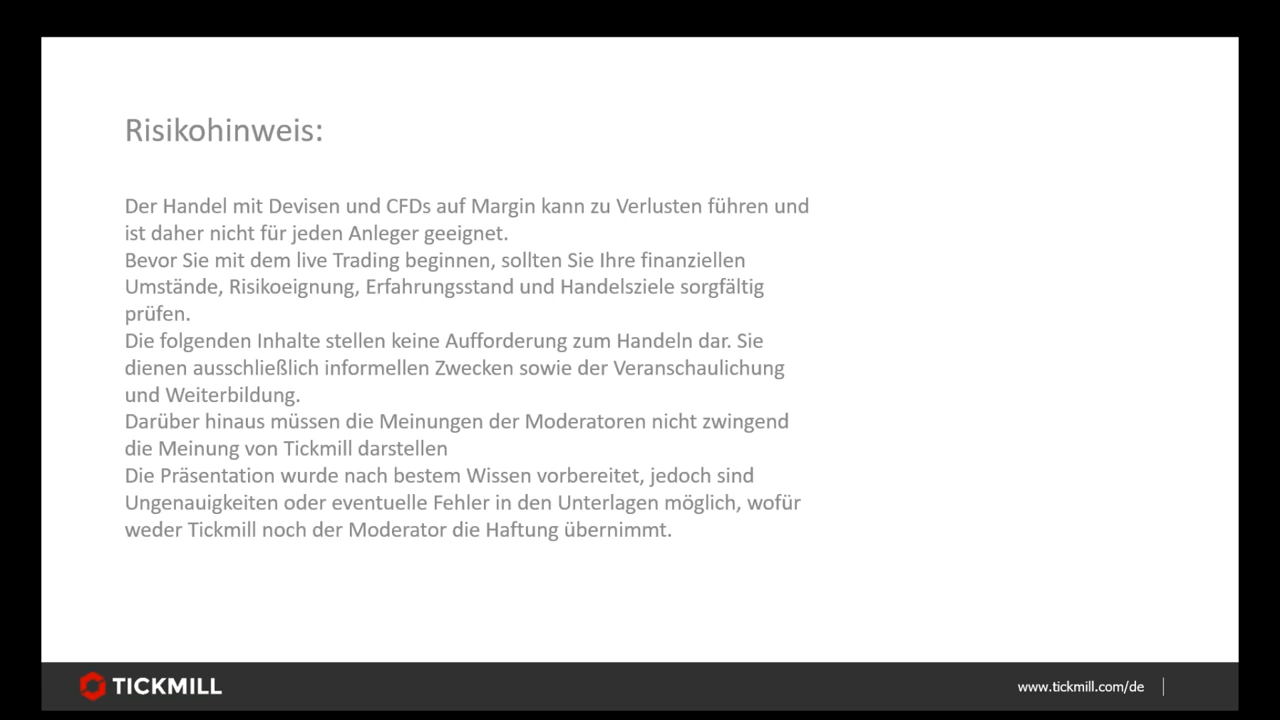 Risikohinweis:
Der Handel mit Devisen und CFDs auf Margin kann zu Verlusten führen und
ist daher nicht für jeden Anleger geeignet.
Bevor Sie mit dem live Trading beginnen, sollten Sie Ihre finanziellen
Umstände, Risikoeignung, Erfahrungsstand und Handelsziele sorgfältig
prüfen.
Die folgenden Inhalte stellen keine Aufforderung zum Handeln dar. Sie
dienen ausschließlich informellen Zwecken sowie der Veranschaulichung
und Weiterbildung.
Darüber hinaus müssen die Meinungen der Moderatoren nicht zwingend
die Meinung von Tickmill darstellen
Die Präsentation wurde nach bestem Wissen vorbereitet, jedoch sind
Ungenauigkeiten oder eventuelle Fehler in den Unterlagen möglich, wofür
weder Tickmill noch der Moderator die Haftung übernimmt.
TICKMILL
www.tickmill.com/de